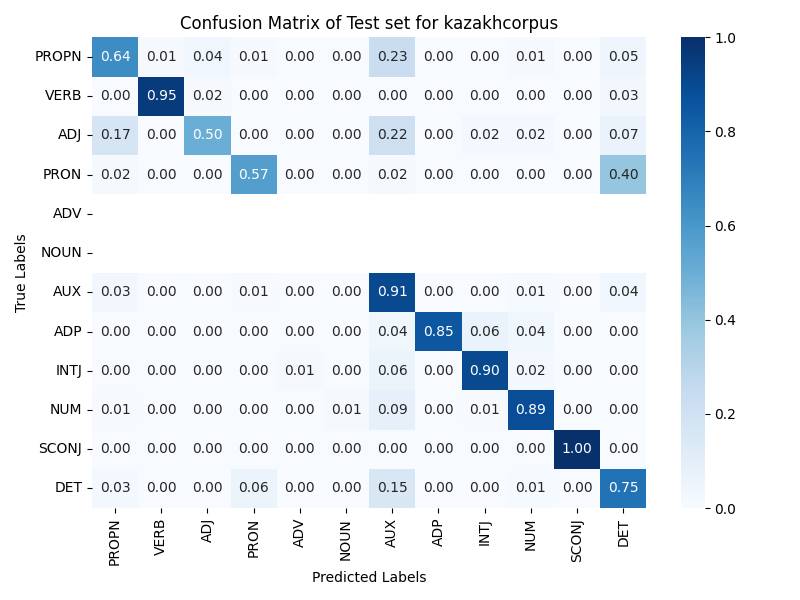 Confusion Matrix of Test set for kazakhcorpus
True Labels
PROPN 0.64 0.01 0.04 0.01 0.00 0.00 0.23 0.00 0.00 0.01 0.00 0.05
VERB 0.00 0.95 0.02 0.00 0.00 0.00 0.00 0.00 0.00 0.00 0.00 0.03
ADJ 0.17 0.00 0.50 0.00 0.00 0.00 0.22 0.00 0.02 0.02 0.00 0.07
PRON 0.02 0.00 0.00 0.57 0.00 0.00 0.02 0.00 0.00 0.00 0.00 0.40
ADV
NOUN
AUX 0.03 0.00 0.00 0.01 0.00 0.00 0.91 0.00 0.00 0.01 0.00 0.04
ADP 0.00 0.00 0.00 0.00 0.00 0.00 0.04 0.85 0.06 0.04 0.00 0.00
INTJ 0.00 0.00 0.00 0.00 0.01 0.00 0.06 0.00 0.90 0.02 0.00 0.00
NUM 0.01 0.00 0.00 0.00 0.00 0.01 0.09 0.00 0.01 0.89 0.00 0.00
SCONJ 0.00 0.00 0.00 0.00 0.00 0.00 0.00 0.00 0.00 0.00 1.00 0.00
DET 0.03 0.00 0.00 0.06 0.00 0.00 0.15 0.00 0.00 0.01 0.00 0.75
PROPN VERB ADJ PRON ADV NOUN AUX ADP INTJ NUM SCONJ DET
Predicted Labels
1.0
0.8
0.6
0.4
0.2
0.0